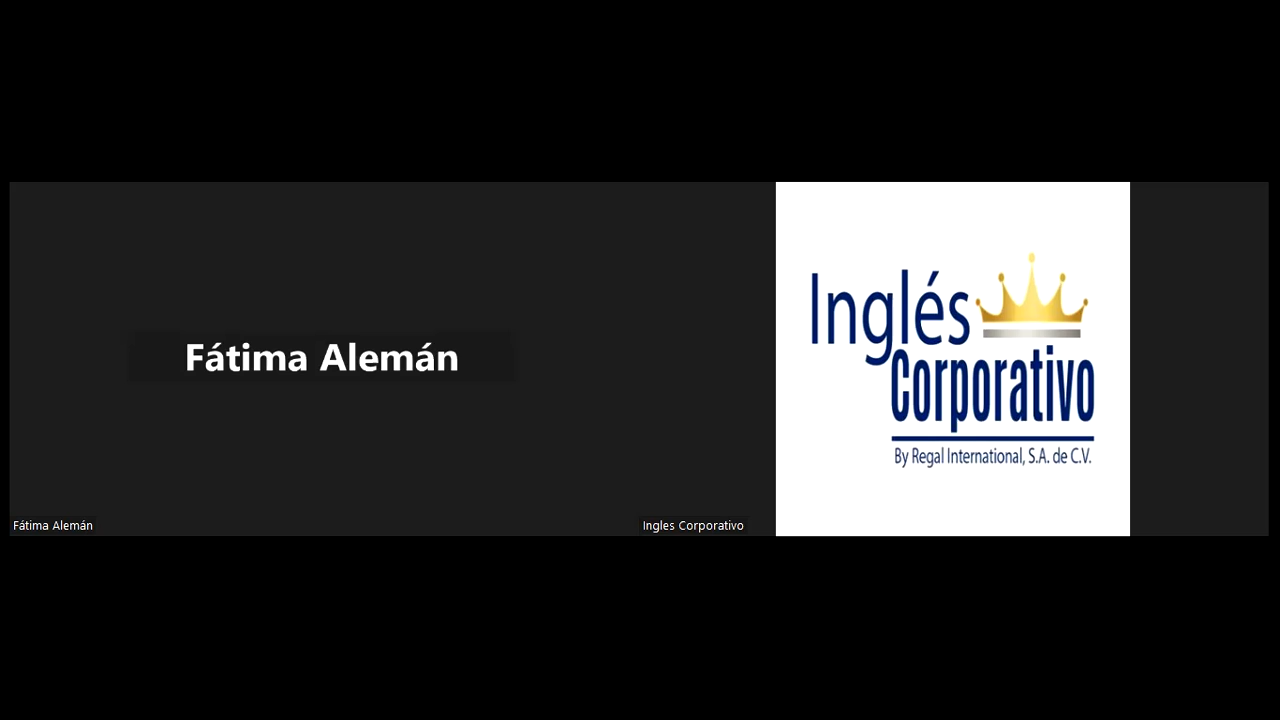 Fátima Alemán
Inglés
Corporativo
By Regal International, S.A. de C.V.
Fátima Alemán
Ingles Corporativo